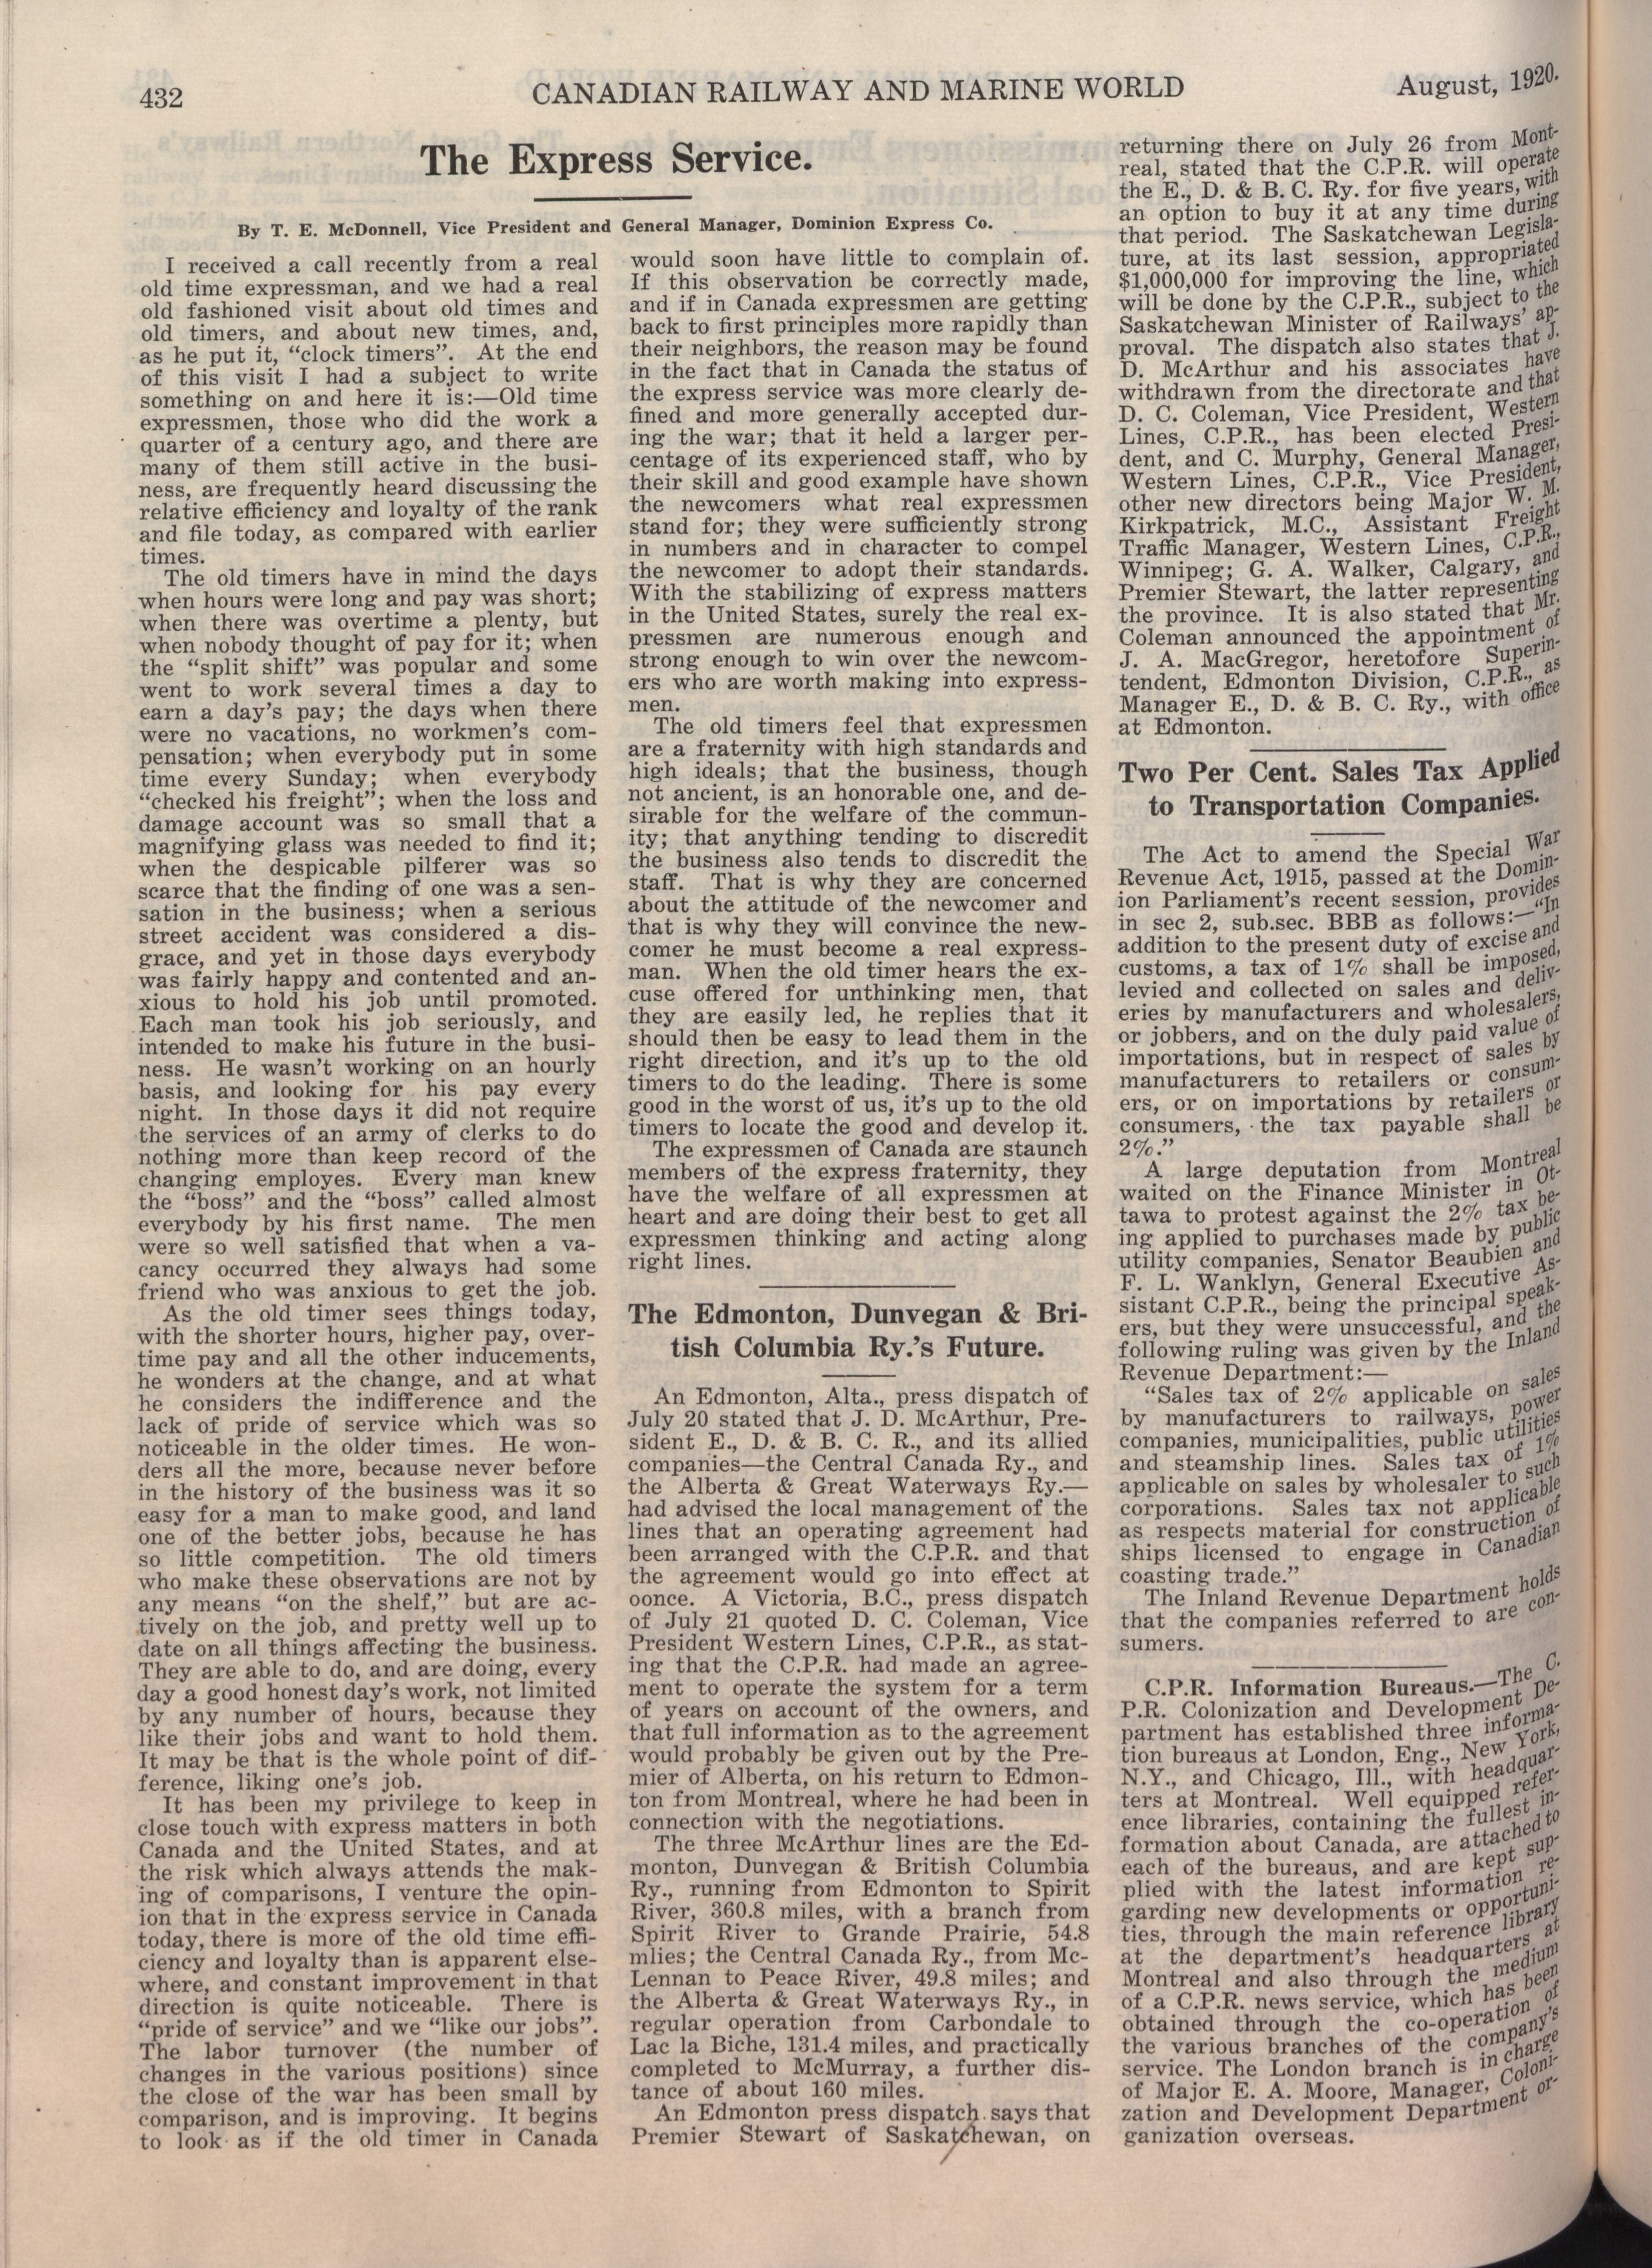 432
CANADIAN RAILWAY AND MARINE WORLD
August, 1920.
The Express Service.
By T. E. McDonnell, Vice President and General Manager, Dominion Express Co.
I received a call recently from a real
old time expressman, and we had a real
old fashioned visit about old times and
old timers, and about new times, and,
as he put it, "clock timers". At the end
of this visit I had a subject to write
something on and here it is:—Old time
expressmen, those who did the work a
quarter of a century ago, and there are
many of them still active in the busi-
ness, are frequently heard discussing the
relative efficiency and loyalty of the rank
and file today, as compared with earlier
times.
The old timers have in mind the days
when hours were long and pay was short;
when there was overtime a plenty, but
when nobody thought of pay for it; when
the "split shift" was popular and some
went to work several times a day to
earn a day's pay; the days when there
were no vacations, no workmen's com-
pensation; when everybody put in some
time every Sunday; when everybody
"checked his freight"; when the loss and
damage account was so small that a
magnifying glass was needed to find it;
when the despicable pilferer was so
scarce that the finding of one was a sen-
sation in the business; when a serious
street accident was considered a dis-
grace, and yet in those days everybody
was fairly happy and contented and an-
xious to hold his job until promoted.
Each man took his job seriously, and
intended to make his future in the busi-
ness. He wasn't working on an hourly
basis, and looking for his pay every
night. In those days it did not require
the services of an army of clerks to do
nothing more than keep record of the
changing employes. Every man knew
the "boss" and the "boss" called almost
everybody by his first name. The men
were so well satisfied that when a va-
cancy occurred they always had some
friend who was anxious to get the job.
As the old timer sees things today,
with the shorter hours, higher pay, over-
time pay and all the other inducements,
he wonders at the change, and at what
he considers the indifference and the
lack of pride of service which was so
noticeable in the older times. He won-
ders all the more, because never before
in the history of the business was it so
easy for a man to make good, and land
one of the better jobs, because he has
so little competition. The old timers
who make these observations are not by
any means "on the shelf," but are ac-
tively on the job, and pretty well up to
date on all things affecting the business.
They are able to do, and are doing, every
day a good honest day's work, not limited
by any number of hours, because they
like their jobs and want to hold them.
It may be that is the whole point of dif-
ference, liking one's job.
It has been my privilege to keep in
close touch with express matters in both
Canada and the United States, and at
the risk which always attends the mak-
ing of comparisons, I venture the opin-
ion that in the express service in Canada
today, there is more of the old time effi-
ciency and loyalty than is apparent else-
where, and constant improvement in that
direction is quite noticeable. There is
"pride of service" and we "like our jobs".
The labor turnover (the number of
changes in the various positions) since
the close of the war has been small by
comparison, and is improving. It begins
to look as if the old timer in Canada
would soon have little to complain of.
If this observation be correctly made,
and if in Canada expressmen are getting
back to first principles more rapidly than
their neighbors, the reason may be found
in the fact that in Canada the status of
the express service was more clearly de-
fined and more generally accepted dur-
ing the war; that it held a larger per-
centage of its experienced staff, who by
their skill and good example have shown
the newcomers what real expressmen
stand for; they were sufficiently strong
in numbers and in character to compel
the newcomer to adopt their standards.
With the stabilizing of express matters
in the United States, surely the real ex-
pressmen are numerous enough and
strong enough to win over the newcom-
ers who are worth making into express-
men.
The old timers feel that expressmen
are a fraternity with high standards and
high ideals; that the business, though
not ancient, is an honorable one, and de-
sirable for the welfare of the commun-
ity; that anything tending to discredit
the business also tends to discredit the
staff. That is why they are concerned
about the attitude of the newcomer and
that is why they will convince the new-
comer he must become a real express-
man. When the old timer hears the ex-
cuse offered for unthinking men, that
they are easily led, he replies that it
should then be easy to lead them in the
right direction, and it's up to the old
timers to do the leading. There is some
good in the worst of us, it's up to the old
timers to locate the good and develop it.
The expressmen of Canada are staunch
members of the express fraternity, they
have the welfare of all expressmen at
heart and are doing their best to get all
expressmen thinking and acting along
right lines.
The Edmonton, Dunvegan & Bri-
tish Columbia Ry.'s Future.
An Edmonton, Alta., press dispatch of
July 20 stated that J. D. McArthur, Pre-
sident E., D. & B. C. R., and its allied
companies—the Central Canada Ry., and
the Alberta & Great Waterways Ry.—
had advised the local management of the
lines that an operating agreement had
been arranged with the C.P.R. and that
the agreement would go into effect at
oonce. A Victoria, B.C., press dispatch
of July 21 quoted D. C. Coleman, Vice
President Western Lines, C.P.R., as stat-
ing that the C.P.R. had made an agree-
ment to operate the system for a term
of years on account of the owners, and
that full information as to the agreement
would probably be given out by the Pre-
mier of Alberta, on his return to Edmon-
ton from Montreal, where he had been in
connection with the negotiations.
The three McArthur lines are the Ed-
monton, Dunvegan & British Columbia
Ry., running from Edmonton to Spirit
River, 360.8 miles, with a branch from
Spirit River to Grande Prairie, 54.8
mlies; the Central Canada Ry., from Mc-
Lennan to Peace River, 49.8 miles; and
the Alberta & Great Waterways Ry., in
regular operation from Carbondale to
Lac la Biche, 131.4 miles, and practically
completed to McMurray, a further dis-
tance of about 160 miles.
An Edmonton press dispatch says that
Premier Stewart of Saskatchewan, on
returning there on July 26 from Mont-
real, stated that the C.P.R. will operate
the E., D. & B. C. Ry. for five years, with
an option to buy it at any time during
that period. The Saskatchewan Legisla-
ture, at its last session, appropriated
$1,000,000 for improving the line, which
will be done by the C.P.R., subject to the
Saskatchewan Minister of Railways' ap-
proval. The dispatch also states that J.
D. McArthur and his associates have
withdrawn from the directorate and that
D. C. Coleman, Vice President, Western
Lines, C.P.R., has been elected Presi-
dent, and C. Murphy, General Manager,
Western Lines, C.P.R., Vice President,
other new directors being Major W. M.
Kirkpatrick, M.C., Assistant Freight
Traffic Manager, Western Lines, C.P.R.,
Winnipeg; G. A. Walker, Calgary, and
Premier Stewart, the latter representing
the province. It is also stated that Mr.
Coleman announced the appointment of
J. A. MacGregor, heretofore Superin-
tendent, Edmonton Division, C.P.R., as
Manager E., D. & B. C. Ry., with office
at Edmonton.
Two Per Cent. Sales Tax Applied
to Transportation Companies.
The Act to amend the Special War
Revenue Act, 1915, passed at the Domin-
ion Parliament's recent session, provides
in sec 2, sub.sec. BBB as follows:—"In
addition to the present duty of excise and
customs, a tax of 1% shall be imposed,
levied and collected on sales and deliv-
eries by manufacturers and wholesalers,
or jobbers, and on the duly paid value of
importations, but in respect of sales by
manufacturers to retailers or consum-
ers, or on importations by retailers or
consumers, the tax payable shall be
2%."
A large deputation from Montreal
waited on the Finance Minister in Ot-
tawa to protest against the 2% tax be-
ing applied to purchases made by public
utility companies, Senator Beaubien and
F. L. Wanklyn, General Executive As-
sistant C.P.R., being the principal speak-
ers, but they were unsuccessful, and the
following ruling was given by the Inland
Revenue Department:—
"Sales tax of 2% applicable on sales
by manufacturers to railways, power
companies, municipalities, public utilities
and steamship lines. Sales tax of 1%
applicable on sales by wholesaler to such
corporations. Sales tax not applicable
as respects material for construction of
ships licensed to engage in Canadian
coasting trade."
The Inland Revenue Department holds
that the companies referred to are con-
sumers.
C.P.R. Information Bureaus.—The C.
P.R. Colonization and Development De-
partment has established three informa-
tion bureaus at London, Eng., New York,
N.Y., and Chicago, Ill., with headquar-
ters at Montreal. Well equipped refer-
ence libraries, containing the fullest in-
formation about Canada, are attached to
each of the bureaus, and are kept sup-
plied with the latest information re-
garding new developments or opportuni-
ties, through the main reference library
at the department's headquarters at
Montreal and also through the medium
of a C.P.R. news service, which has been
obtained through the co-operation of
the various branches of the company's
service. The London branch is in charge
of Major E. A. Moore, Manager, Coloni-
zation and Development Department or-
ganization overseas.